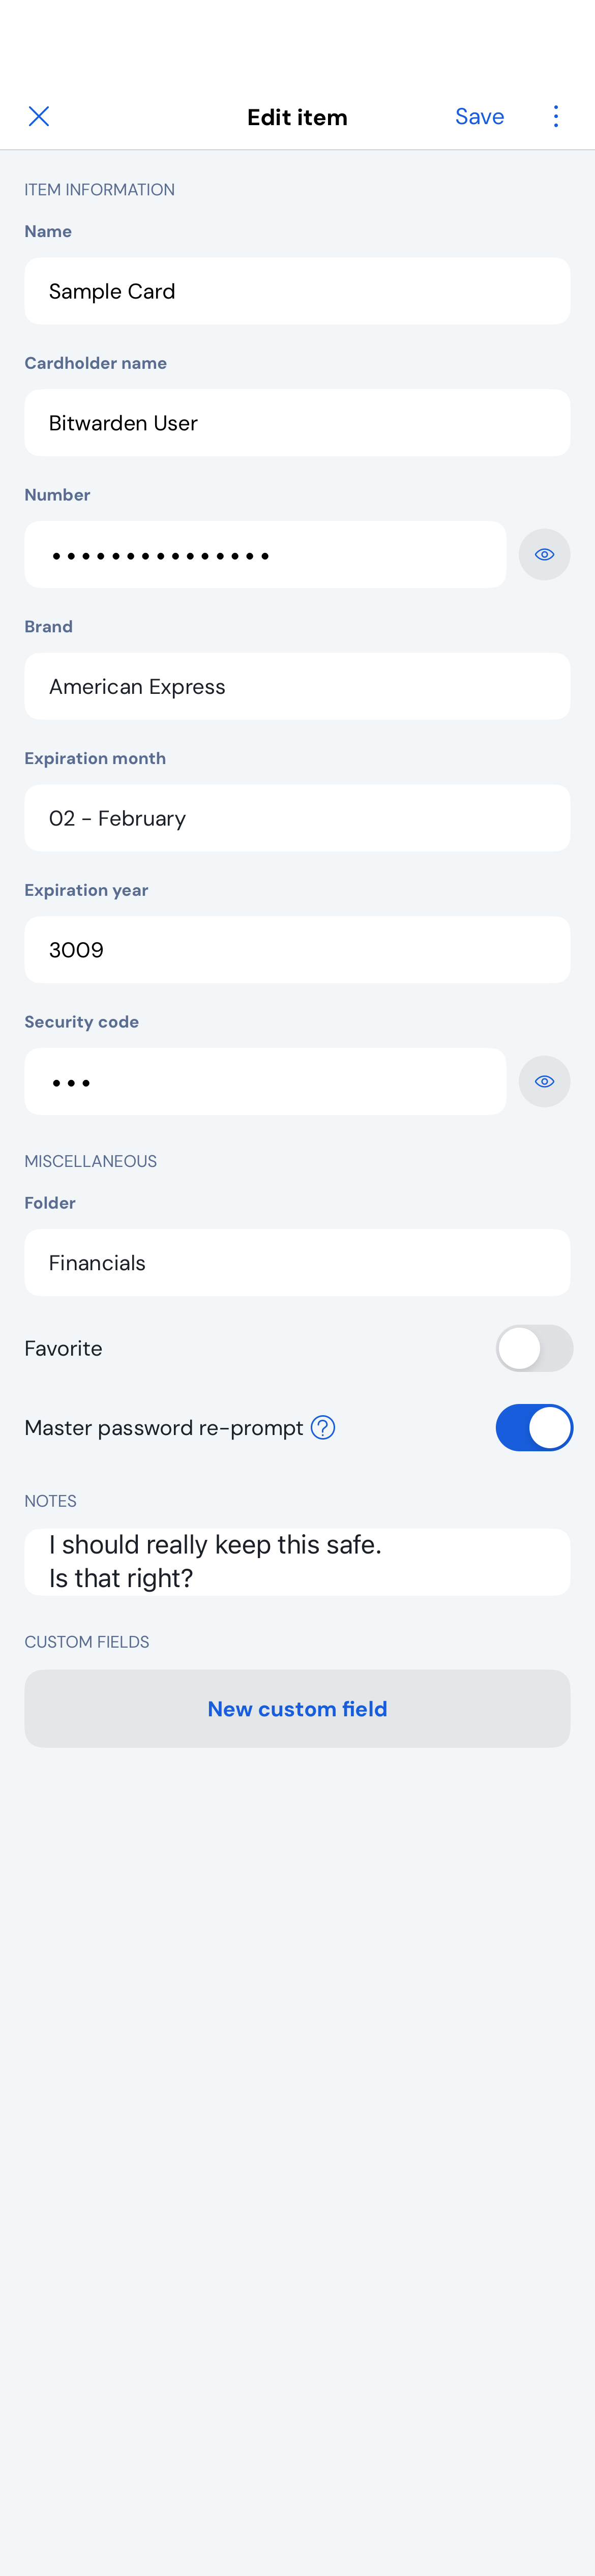 Edit item
Save
ITEM INFORMATION
Name
Sample Card
Cardholder name
Bitwarden User
Number
•••••••••••••••
Brand
American Express
Expiration month
02 - February
Expiration year
3009
Security code
•••
MISCELLANEOUS
Folder
Financials
Favorite
Master password re-prompt
NOTES
I should really keep this safe.
Is that right?
CUSTOM FIELDS
New custom field